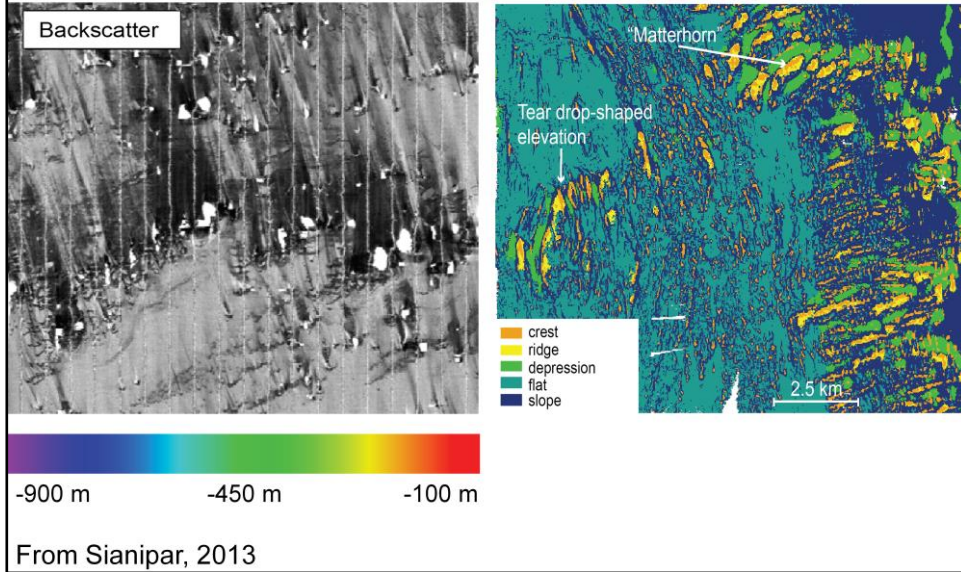 Backscatter
"Matterhorn"
Tear drop-shaped
elevation
crest
ridge
depression
flat
slope
2.5 km
-900 m -450 m -100 m
From Sianipar, 2013